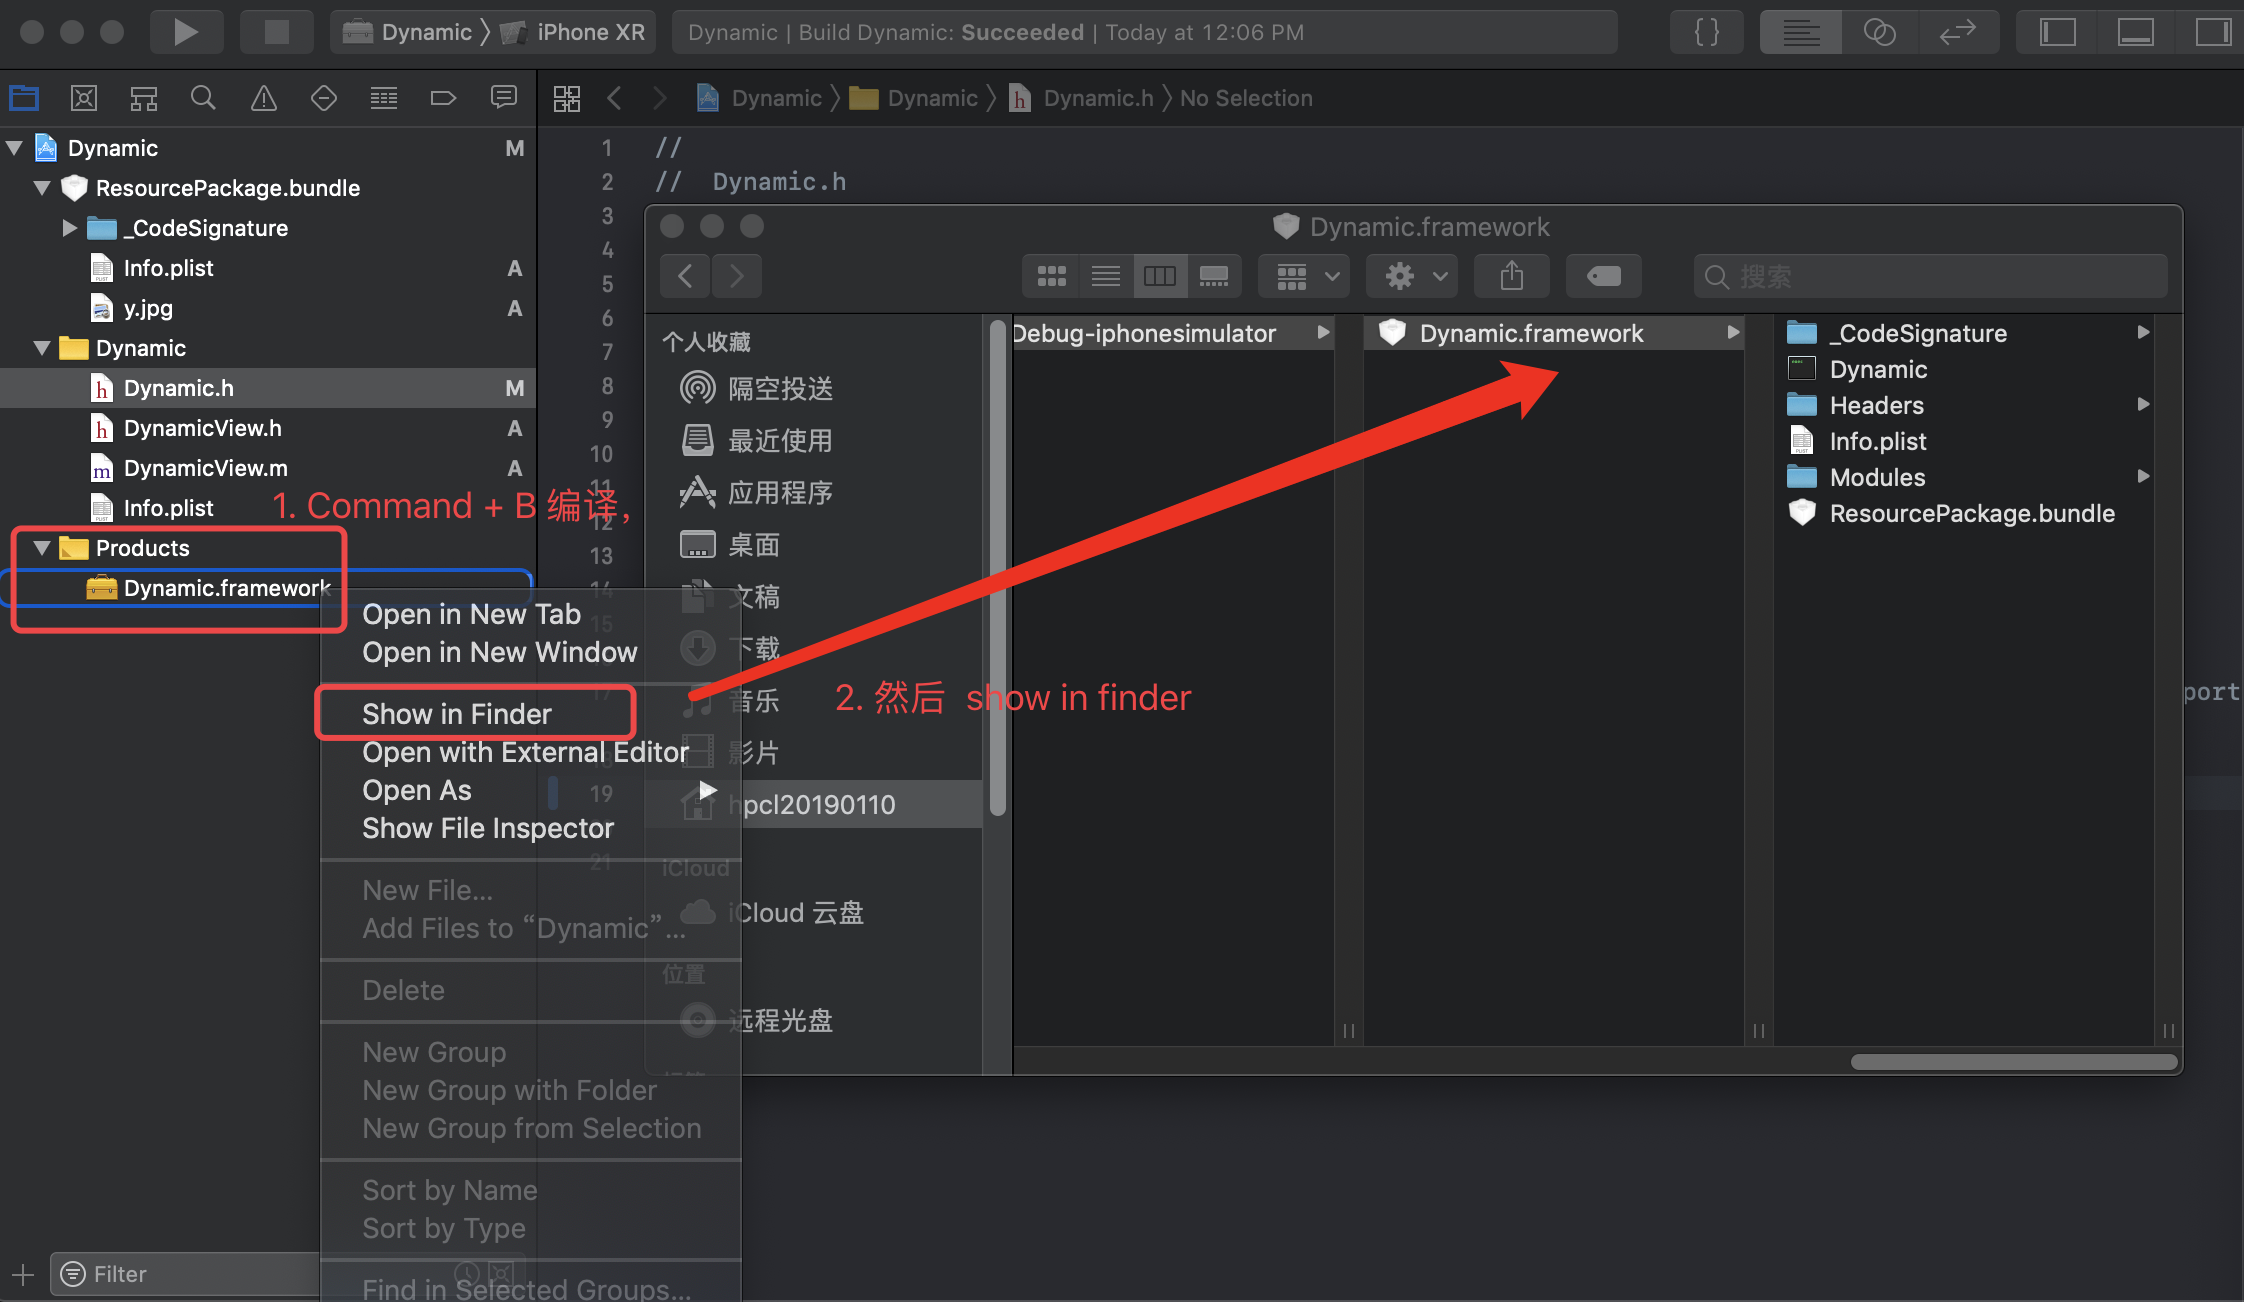 Dynamic 〉 iPhone XR
Dynamic | Build Dynamic: Succeeded | Today at 12:06 PM
{}
Dynamic 〉 Dynamic 〉 Dynamic.h 〉 No Selection
Dynamic M
ResourcePackage.bundle
_CodeSignature
Info.plist A
y.jpg A
Dynamic
Dynamic.h M
DynamicView.h A
DynamicView.m A
Info.plist
Products
Dynamic.framework
1. Command + B 编译,
1 //
2 // Dynamic.h
3
4
5
6
7
8
9
10
11
12
13
14
15
17
18
19
21
port
Open in New Tab
Open in New Window
Show in Finder
Open with External Editor
Open As
Show File Inspector
New File...
Add Files to “Dynamic”...
Delete
New Group
New Group with Folder
New Group from Selection
Sort by Name
Sort by Type
Find in Selected Groups...
Filter
2. 然后 show in finder
Dynamic.framework
搜索
个人收藏
隔空投送
最近使用
应用程序
桌面
文稿
下载
音乐
影片
hpcl20190110
iCloud
iCloud 云盘
位置
远程光盘
Debug-iphonesimulator
Dynamic.framework
_CodeSignature
Dynamic
Headers
Info.plist
Modules
ResourcePackage.bundle